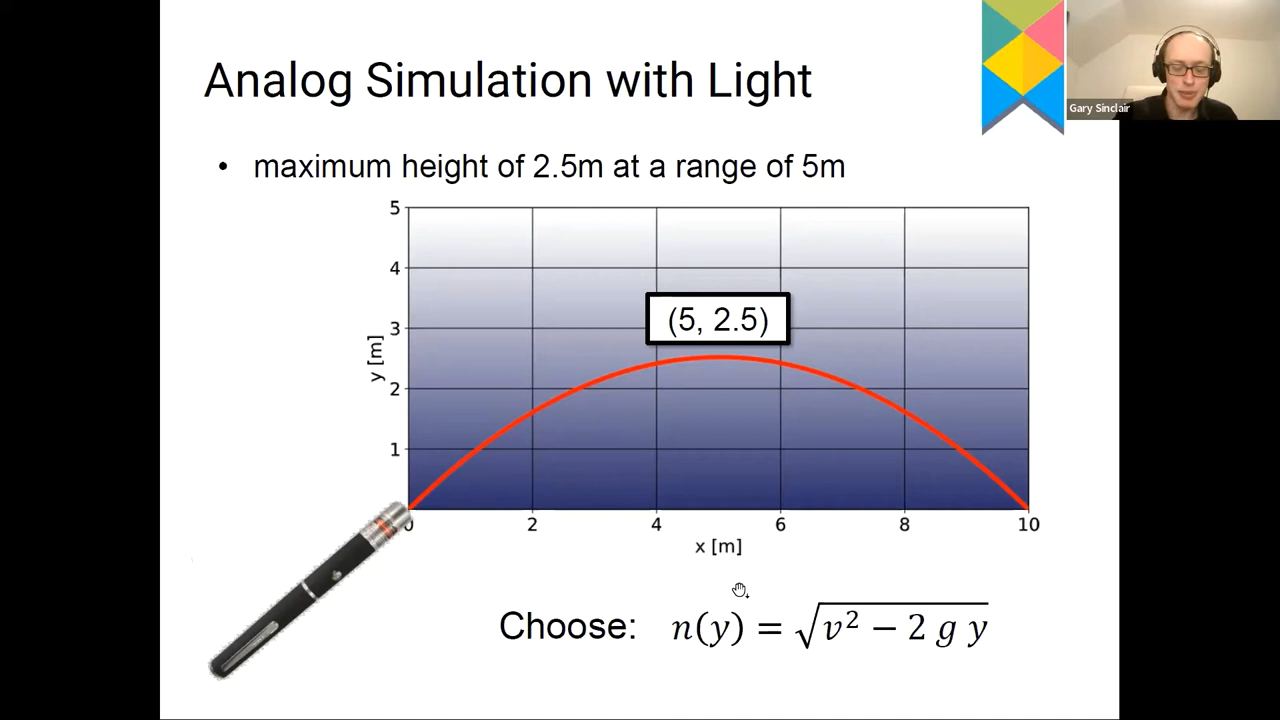 Analog Simulation with Light
Gary Sinclair
• maximum height of 2.5m at a range of 5m
5
4
3
2
1
y [m]
(5, 2.5)
0 2 4 6 8 10
x [m]
Choose: n(y) = √(v² − 2 g y)